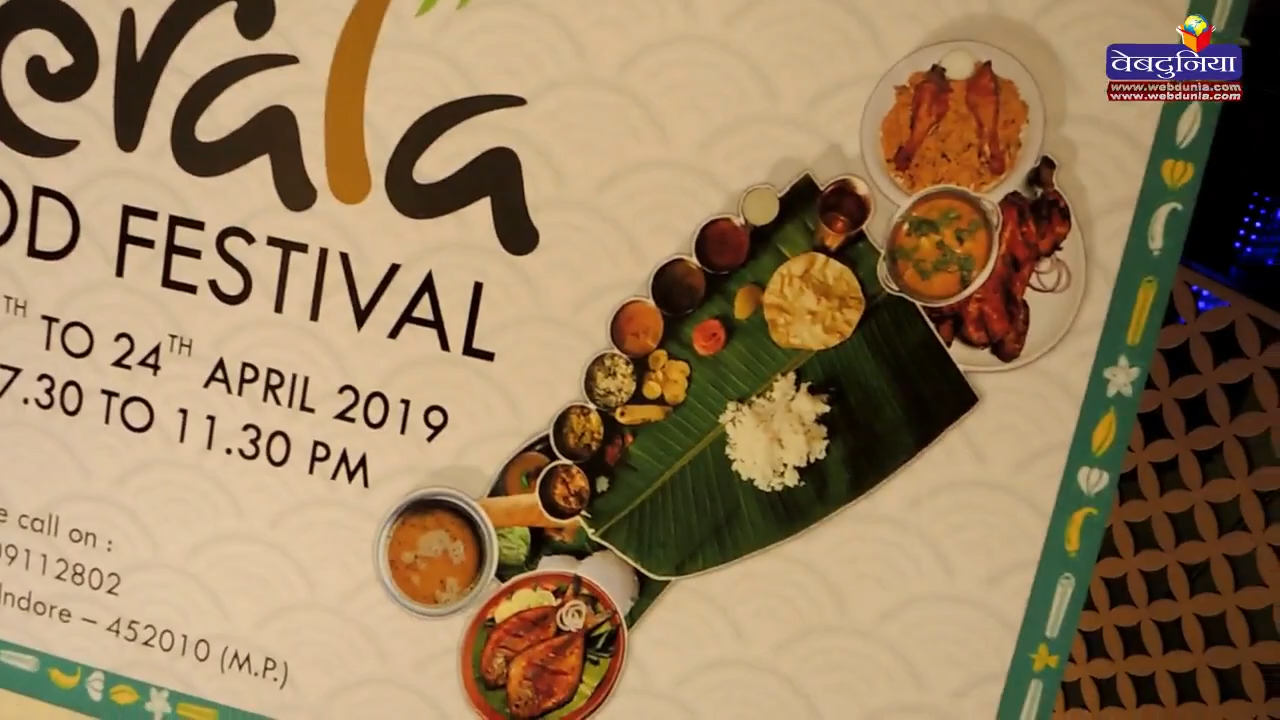 वेबदुनिया
www.webdunia.com
www.webdunia.com
erala
OD FESTIVAL
TH TO 24TH APRIL 2019
7.30 TO 11.30 PM
e call on :
09112802
Indore – 452010 (M.P.)